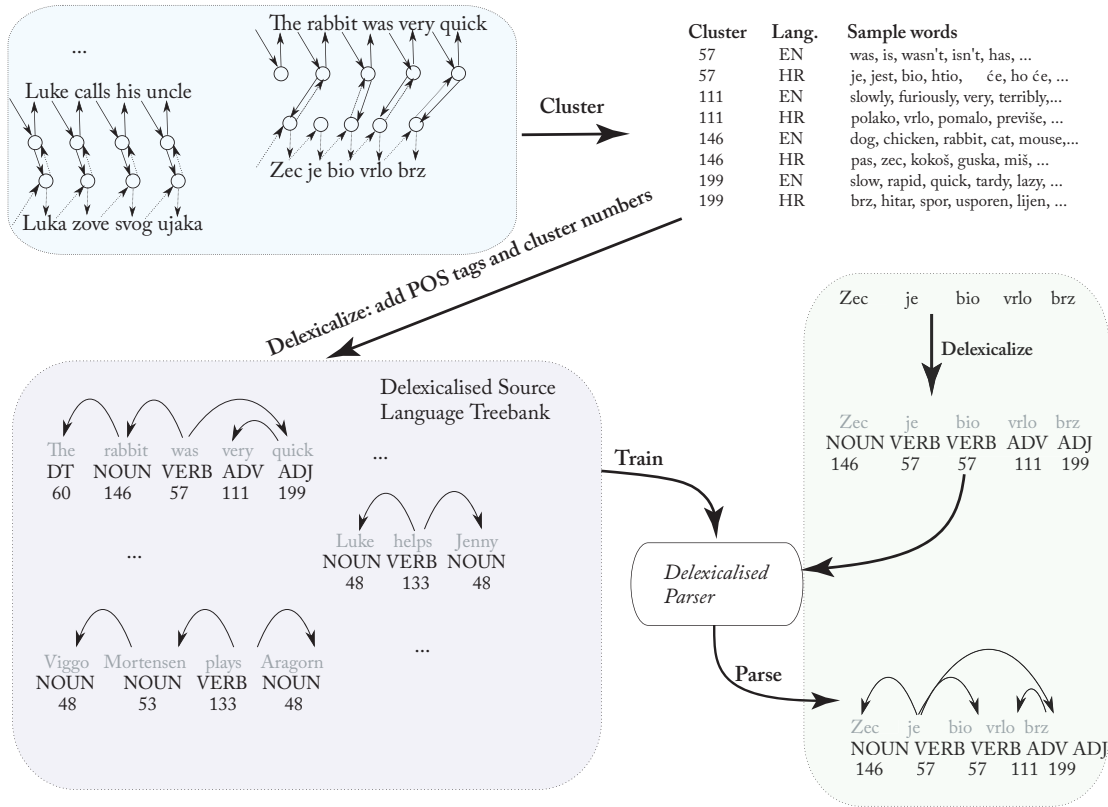 ...
Luke calls his uncle
Luka zove svog ujaka
The rabbit was very quick
Zec je bio vrlo brz
Cluster
Cluster Lang. Sample words
57 EN was, is, wasn't, isn't, has, ...
57 HR je, jest, bio, htio, će, ho će, ...
111 EN slowly, furiously, very, terribly,...
111 HR polako, vrlo, pomalo, previše, ...
146 EN dog, chicken, rabbit, cat, mouse,...
146 HR pas, zec, kokoš, guska, miš, ...
199 EN slow, rapid, quick, tardy, lazy, ...
199 HR brz, hitar, spor, usporen, lijen, ...
Delexicalize: add POS tags and cluster numbers
Delexicalised Source
Language Treebank
The rabbit was very quick
DT NOUN VERB ADV ADJ
60 146 57 111 199
...
Luke helps Jenny
NOUN VERB NOUN
48 133 48
...
Viggo Mortensen plays Aragorn
NOUN NOUN VERB NOUN
48 53 133 48
...
Train
Delexicalised
Parser
Parse
Zec je bio vrlo brz
Delexicalize
Zec je bio vrlo brz
NOUN VERB VERB ADV ADJ
146 57 57 111 199
Zec je bio vrlo brz
NOUN VERB VERB ADV ADJ
146 57 57 111 199